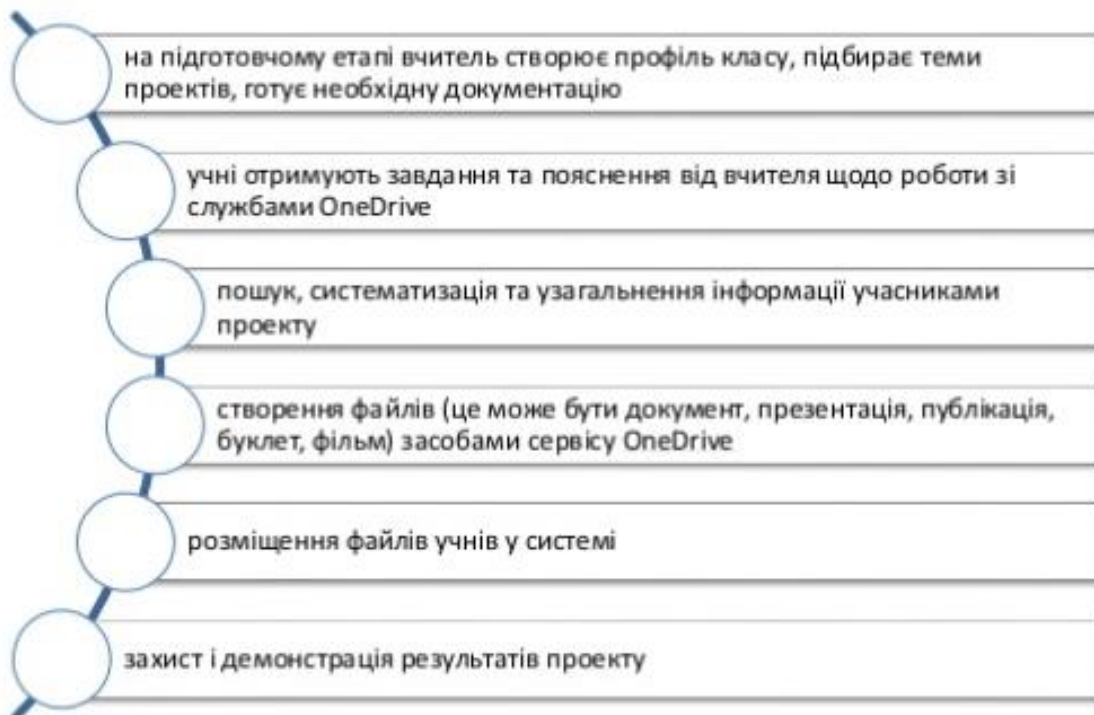 на підготовчому етапі вчитель створює профіль класу, підбирає теми
проектів, готує необхідну документацію
учні отримують завдання та пояснення від вчителя щодо роботи зі
службами OneDrive
пошук, систематизація та узагальнення інформації учасниками
проекту
створення файлів (це може бути документ, презентація, публікація,
буклет, фільм) засобами сервісу OneDrive
розміщення файлів учнів у системі
захист і демонстрація результатів проекту